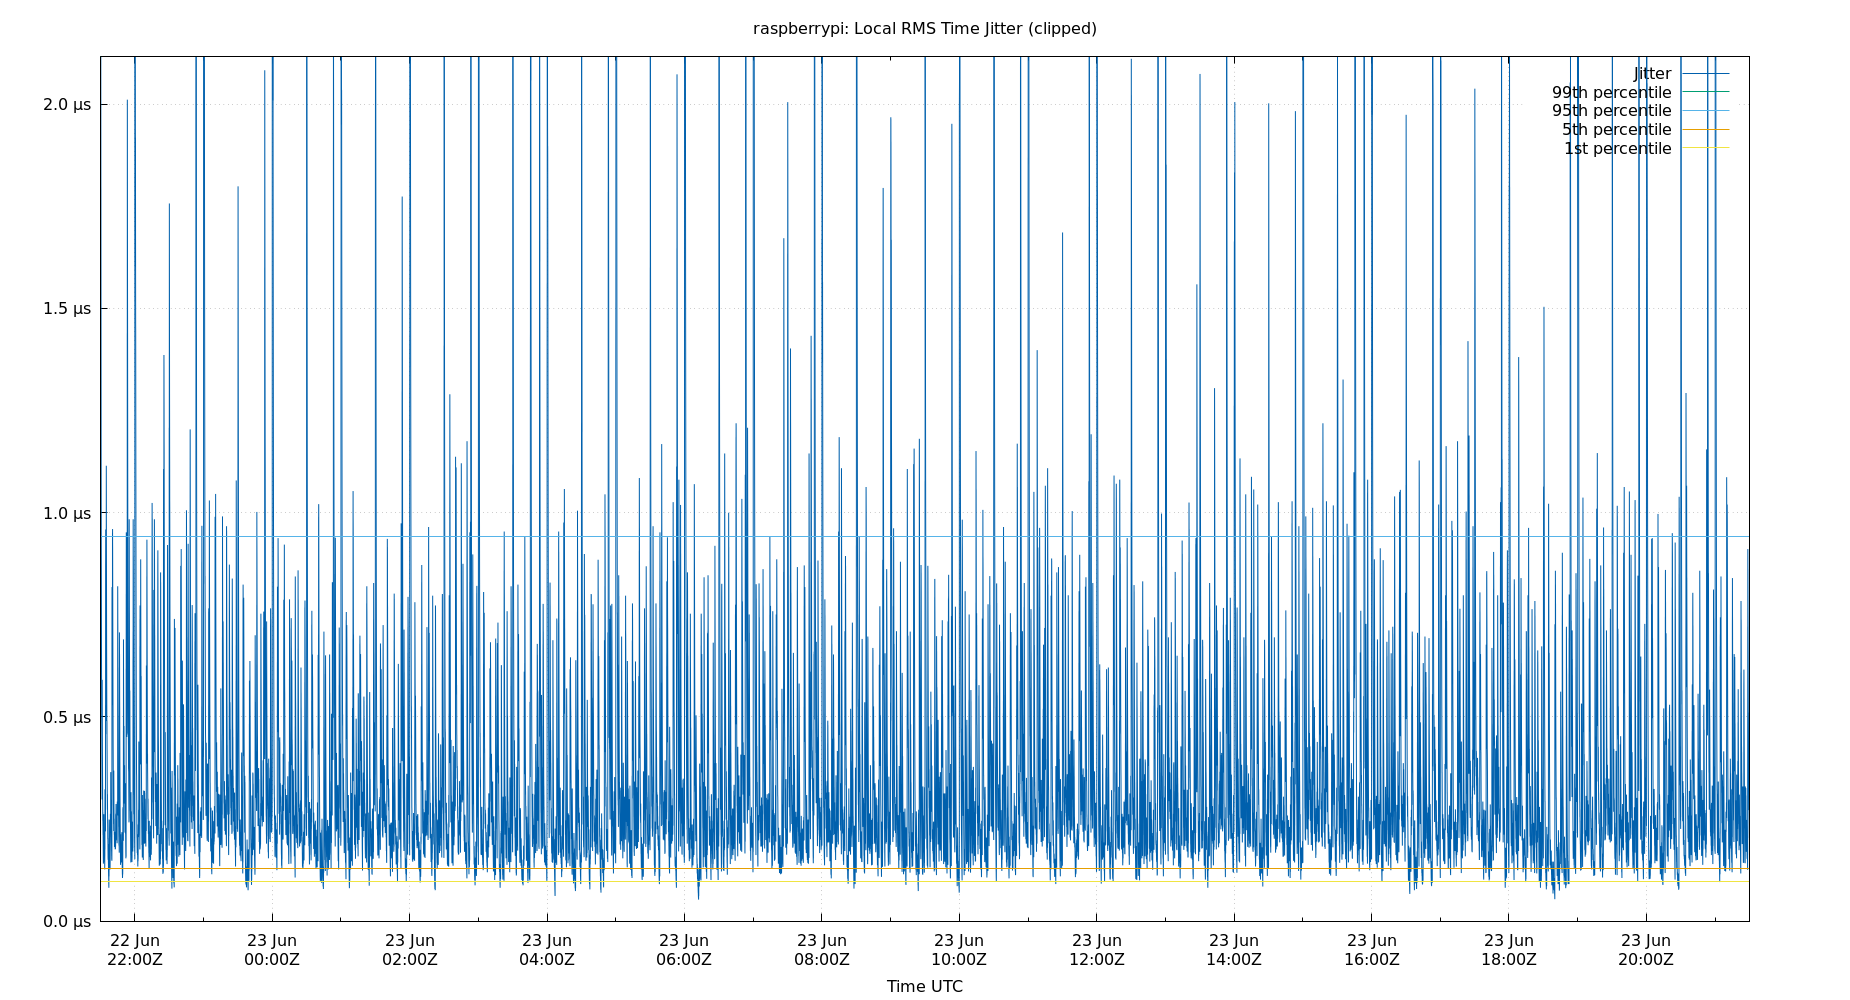 raspberrypi: Local RMS Time Jitter (clipped)
Jitter
99th percentile
95th percentile
5th percentile
1st percentile
2.0 μs
1.5 μs
1.0 μs
0.5 μs
0.0 μs
22 Jun 23 Jun 23 Jun 23 Jun 23 Jun 23 Jun 23 Jun 23 Jun 23 Jun 23 Jun 23 Jun 23 Jun
22:00Z 00:00Z 02:00Z 04:00Z 06:00Z 08:00Z 10:00Z 12:00Z 14:00Z 16:00Z 18:00Z 20:00Z
Time UTC